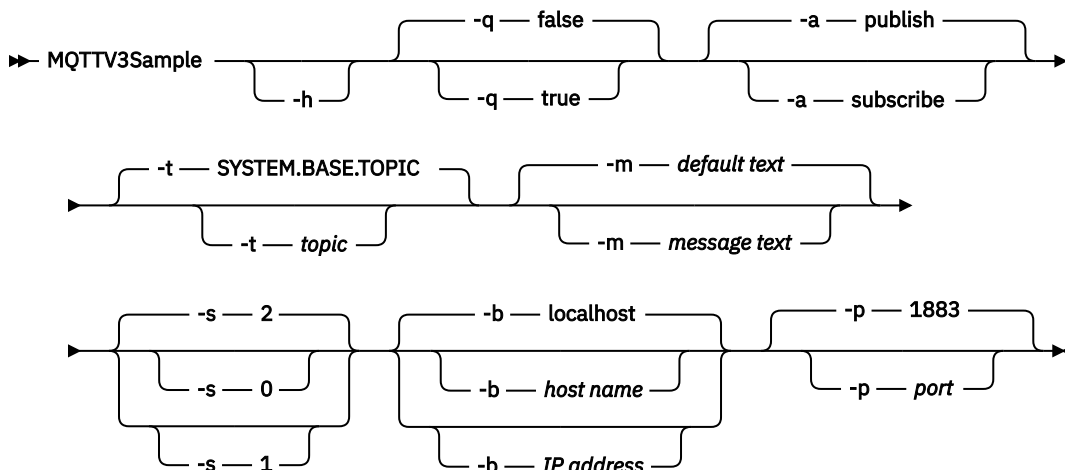 -q false -a publish
MQTTV3Sample
-h -q true -a subscribe
-t SYSTEM.BASE.TOPIC -m default text
-t topic -m message text
-s 2 -b localhost -p 1883
-s 0 -b host name -p port
-s 1 -b IP address